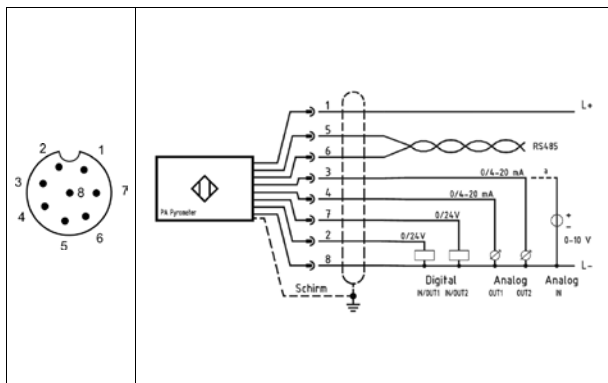 2 1
3 8 7
4
5 6
PA Pyrometer
1
5
6
3
4
7
2
8
L+
RS485
0/4-20 mA a
0/4-20 mA
0/24V
0/24V
+
-
0-10 V
L-
Schirm
Digital Analog Analog
IN/OUT1 IN/OUT2 OUT1 OUT2 IN